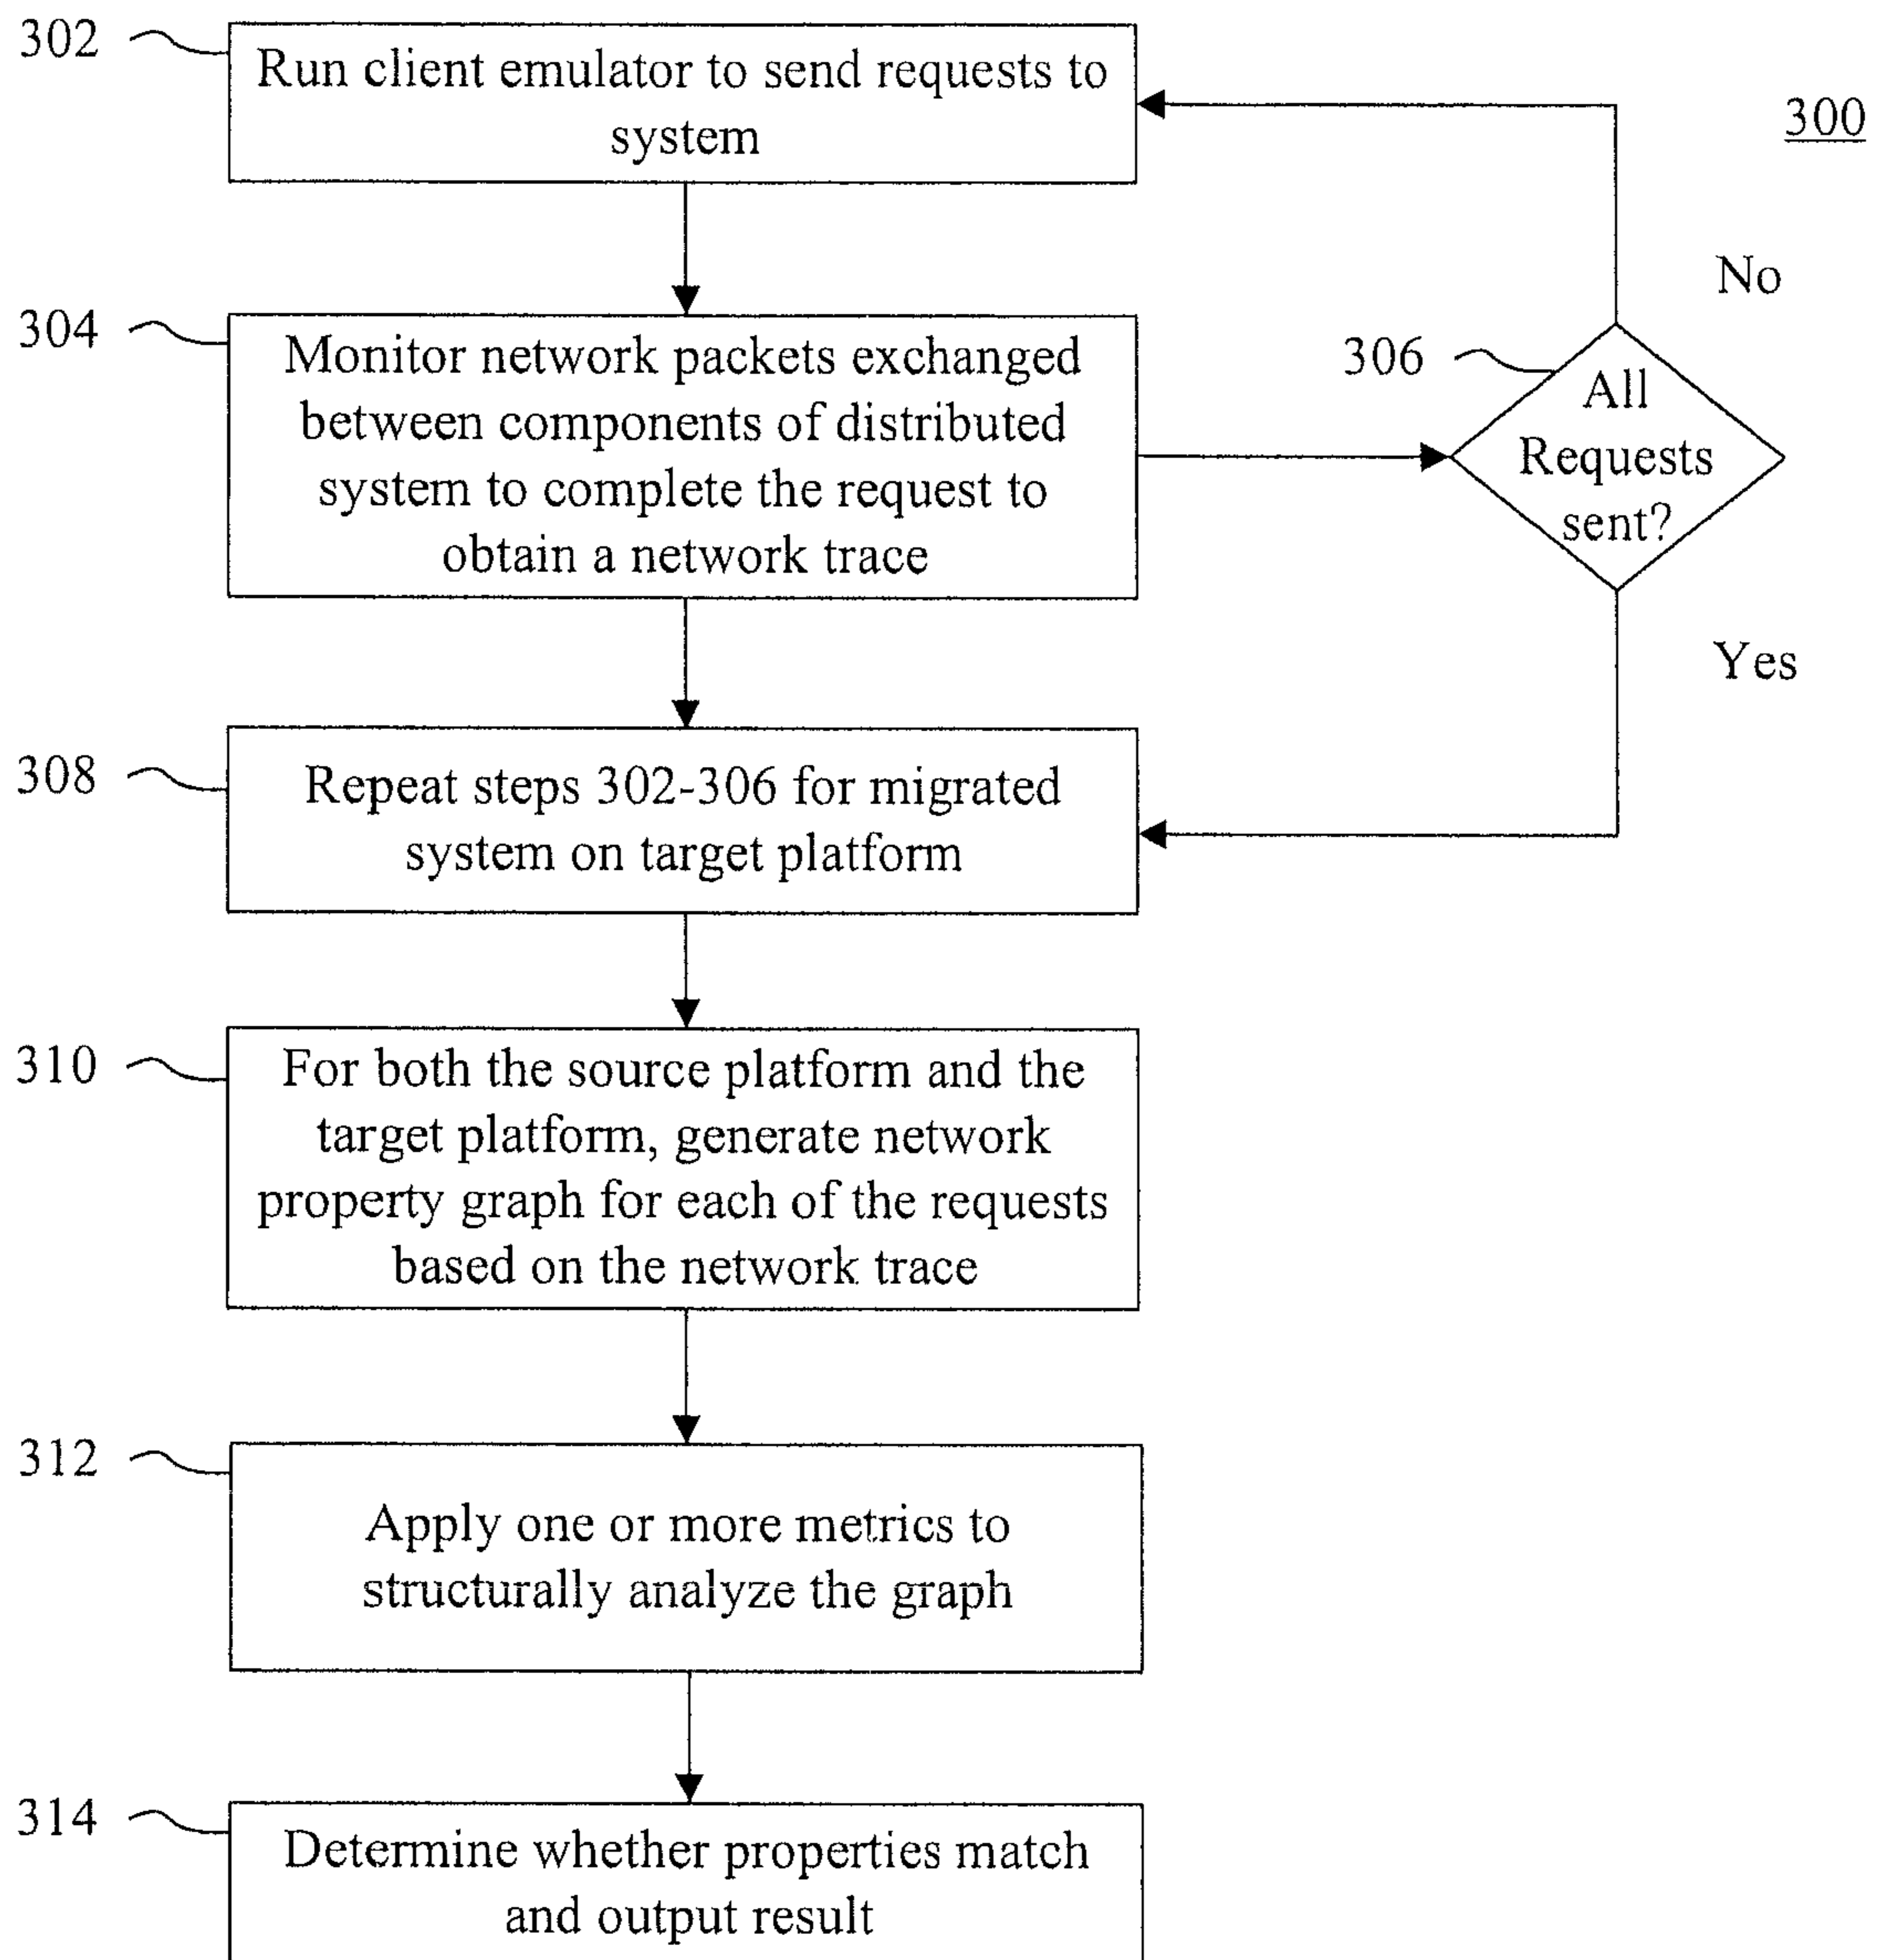 302
Run client emulator to send requests to
system
300
No
304
Monitor network packets exchanged
between components of distributed
system to complete the request to
obtain a network trace
306
All
Requests
sent?
Yes
308
Repeat steps 302-306 for migrated
system on target platform
310
For both the source platform and the
target platform, generate network
property graph for each of the requests
based on the network trace
312
Apply one or more metrics to
structurally analyze the graph
314
Determine whether properties match
and output result